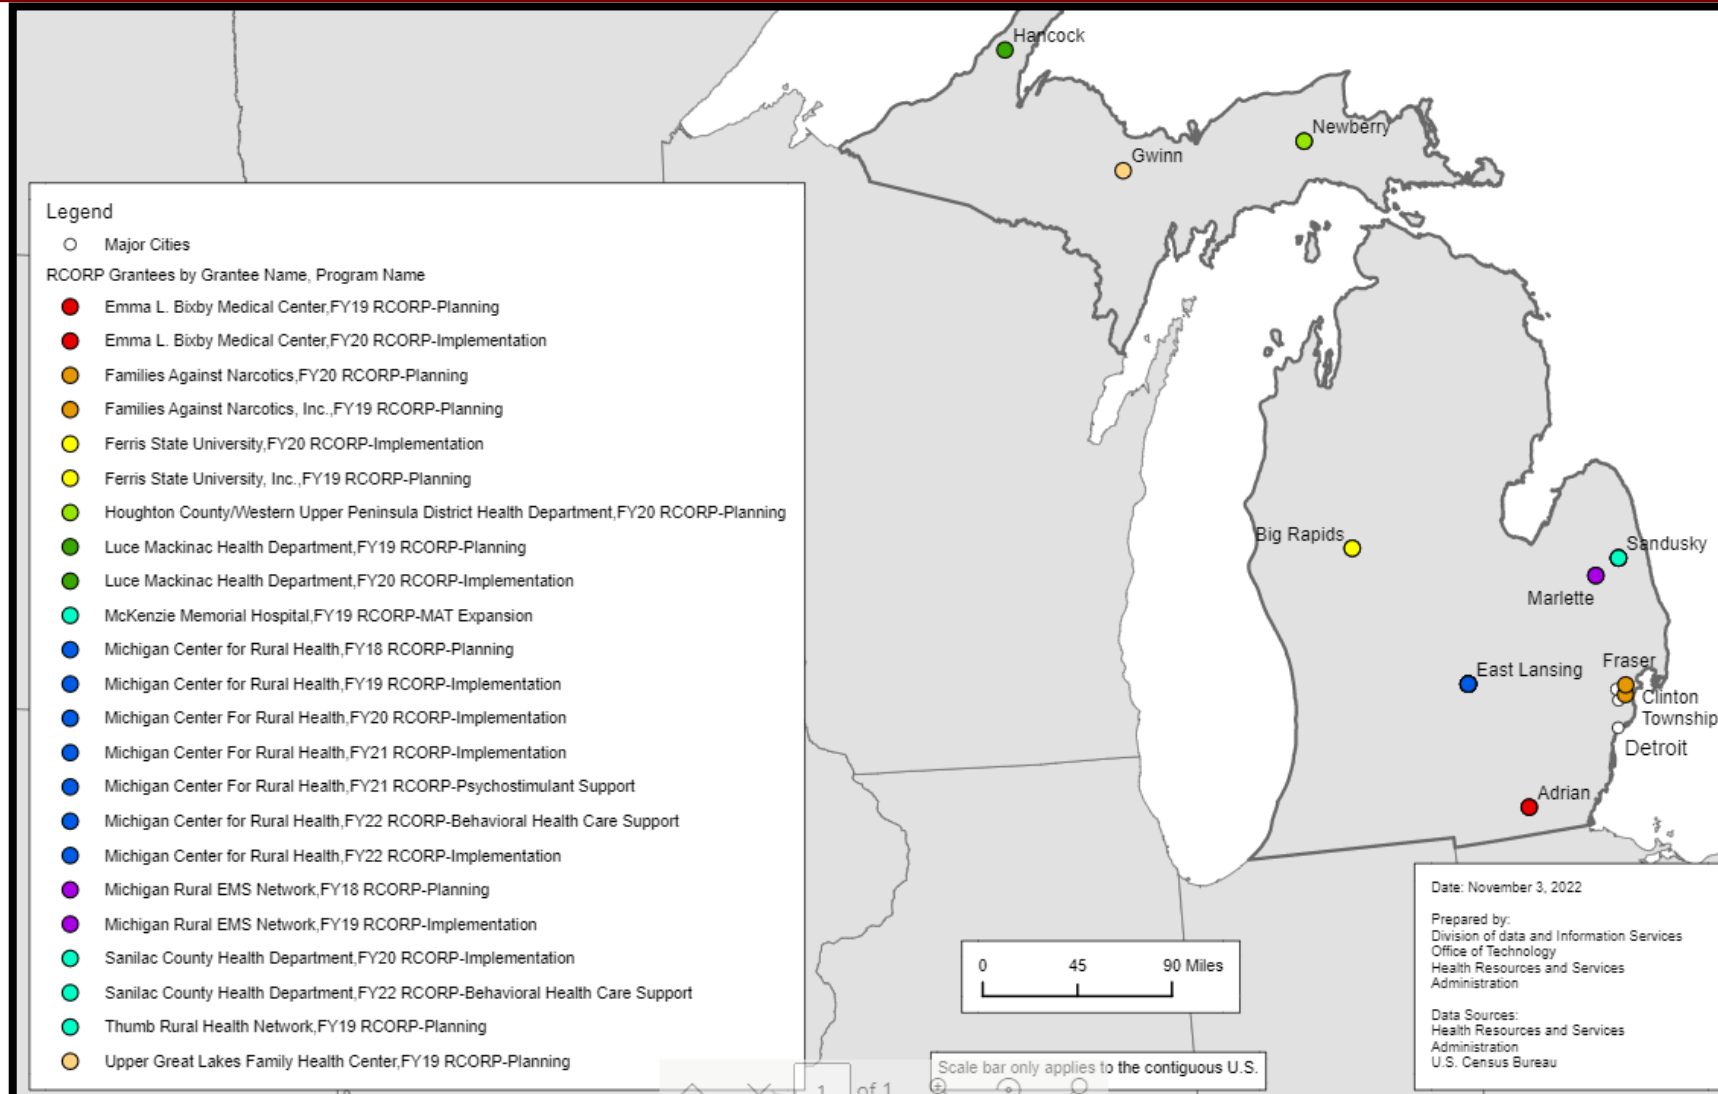 Hancock
Newberry
Gwinn
Legend
Major Cities
RCORP Grantees by Grantee Name, Program Name
Emma L. Bixby Medical Center,FY19 RCORP-Planning
Emma L. Bixby Medical Center,FY20 RCORP-Implementation
Families Against Narcotics,FY20 RCORP-Planning
Families Against Narcotics, Inc.,FY19 RCORP-Planning
Ferris State University,FY20 RCORP-Implementation
Ferris State University, Inc.,FY19 RCORP-Planning
Houghton County/Western Upper Peninsula District Health Department,FY20 RCORP-Planning
Luce Mackinac Health Department,FY19 RCORP-Planning
Luce Mackinac Health Department,FY20 RCORP-Implementation
McKenzie Memorial Hospital,FY19 RCORP-MAT Expansion
Michigan Center for Rural Health,FY18 RCORP-Planning
Michigan Center for Rural Health,FY19 RCORP-Implementation
Michigan Center For Rural Health,FY20 RCORP-Implementation
Michigan Center For Rural Health,FY21 RCORP-Implementation
Michigan Center For Rural Health,FY21 RCORP-Psychostimulant Support
Michigan Center for Rural Health,FY22 RCORP-Behavioral Health Care Support
Michigan Center for Rural Health,FY22 RCORP-Implementation
Michigan Rural EMS Network,FY18 RCORP-Planning
Michigan Rural EMS Network,FY19 RCORP-Implementation
Sanilac County Health Department,FY20 RCORP-Implementation
Sanilac County Health Department,FY22 RCORP-Behavioral Health Care Support
Thumb Rural Health Network,FY19 RCORP-Planning
Upper Great Lakes Family Health Center,FY19 RCORP-Planning
Big Rapids
Sandusky
Marlette
East Lansing
Fraser
Clinton
Township
Detroit
Adrian
0 45 90 Miles
Scale bar only applies to the contiguous U.S.
1 of 1
Date: November 3, 2022
Prepared by:
Division of data and Information Services
Office of Technology
Health Resources and Services
Administration
Data Sources:
Health Resources and Services
Administration
U.S. Census Bureau